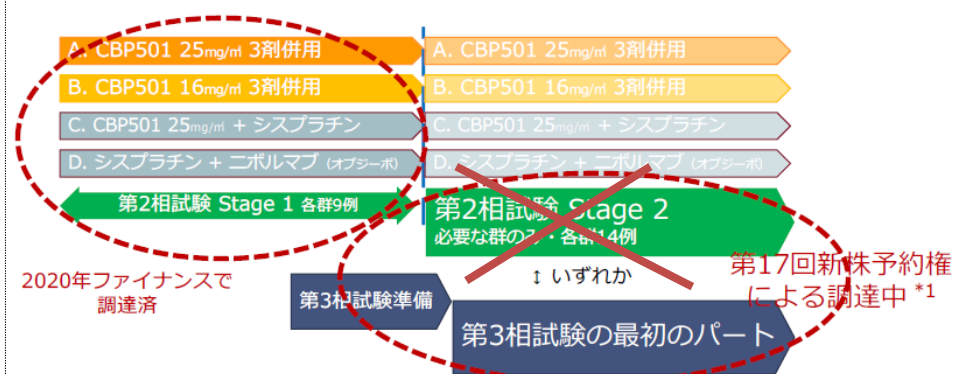 A. CBP501 25mg/㎡ 3剤併用
A. CBP501 25mg/㎡ 3剤併用
B. CBP501 16mg/㎡ 3剤併用
B. CBP501 16mg/㎡ 3剤併用
C. CBP501 25mg/㎡ + シスプラチン
C. CBP501 25mg/㎡ + シスプラチン
D. シスプラチン + ニボルマブ (オプジーボ)
D. シスプラチン + ニボルマブ (オプジーボ)
第2相試験 Stage 1 各群9例
第2相試験 Stage 2
必要な群のみ・各群14例
2020年ファイナンスで
調達済
↕ いずれか
第3相試験準備
第3相試験の最初のパート
第17回新株予約権
による調達中 *1